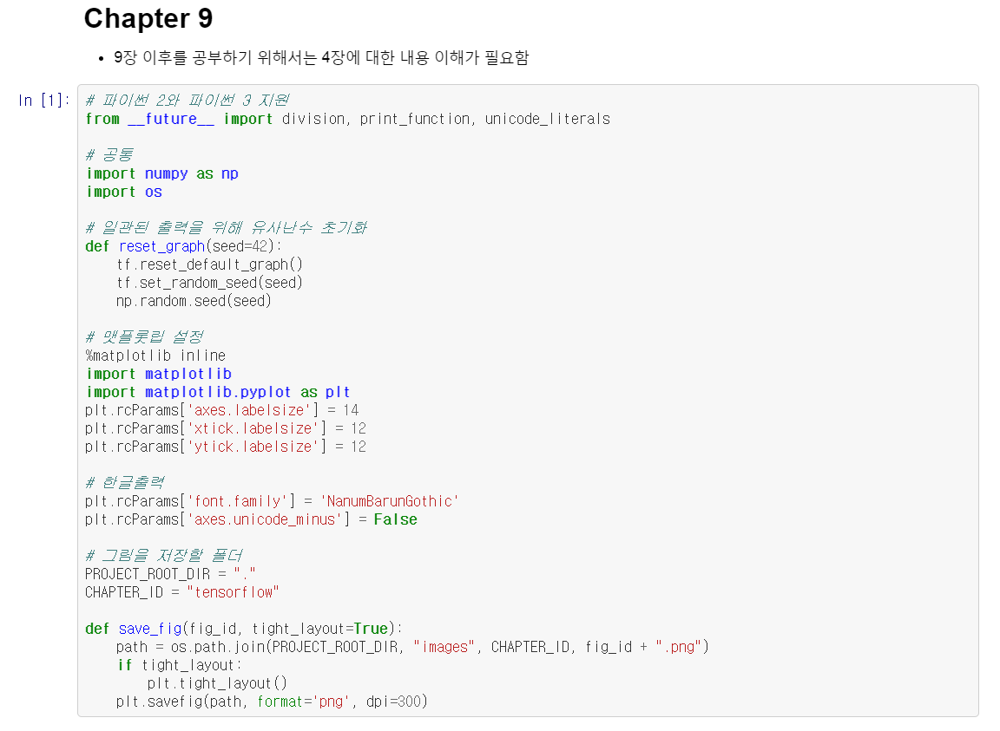 Chapter 9
• 9장 이후를 공부하기 위해서는 4장에 대한 내용 이해가 필요함
In [1]:
# 파이썬 2와 파이썬 3 지원
from __future__ import division, print_function, unicode_literals
# 공통
import numpy as np
import os
# 일관된 출력을 위해 유사난수 초기화
def reset_graph(seed=42):
    tf.reset_default_graph()
    tf.set_random_seed(seed)
    np.random.seed(seed)
# 맷플롯립 설정
%matplotlib inline
import matplotlib
import matplotlib.pyplot as plt
plt.rcParams['axes.labelsize'] = 14
plt.rcParams['xtick.labelsize'] = 12
plt.rcParams['ytick.labelsize'] = 12
# 한글출력
plt.rcParams['font.family'] = 'NanumBarunGothic'
plt.rcParams['axes.unicode_minus'] = False
# 그림을 저장할 폴더
PROJECT_ROOT_DIR = "."
CHAPTER_ID = "tensorflow"
def save_fig(fig_id, tight_layout=True):
    path = os.path.join(PROJECT_ROOT_DIR, "images", CHAPTER_ID, fig_id + ".png")
    if tight_layout:
        plt.tight_layout()
    plt.savefig(path, format='png', dpi=300)